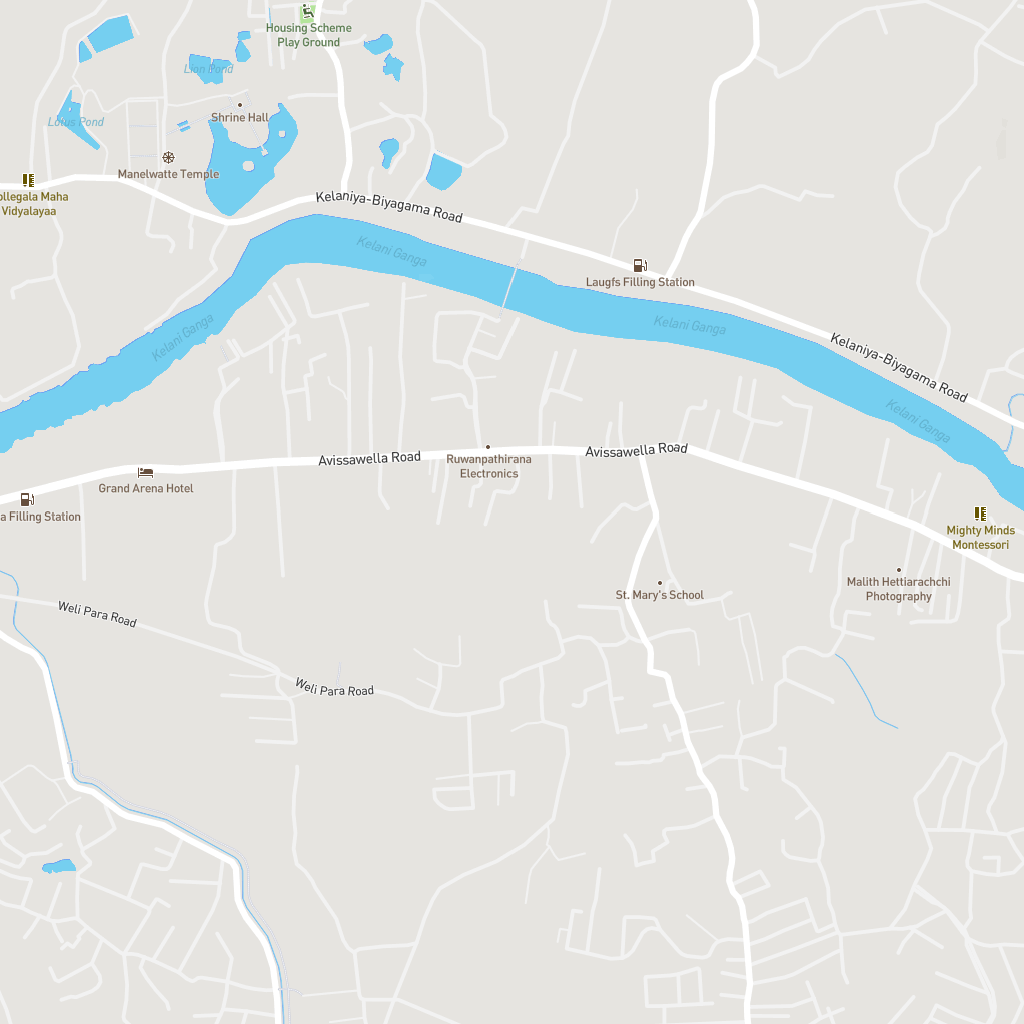 Housing Scheme
Play Ground
Lion Pond
Shrine Hall
Lotus Pond
Manelwatte Temple
ollegala Maha
Vidyalayaa
Kelaniya-Biyagama Road
Kelani Ganga
Laugfs Filling Station
Kelani Ganga
Kelani Ganga
Kelaniya-Biyagama Road
Kelani Ganga
Avissawella Road
Avissawella Road
Ruwanpathirana
Electronics
Grand Arena Hotel
a Filling Station
Mighty Minds
Montessori
Malith Hettiarachchi
Photography
St. Mary's School
Weli Para Road
Weli Para Road